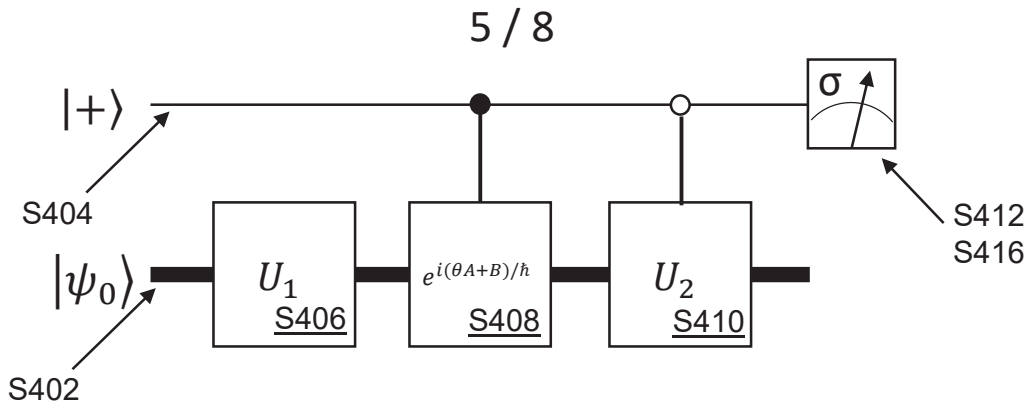 5 / 8
|+⟩
σ
S404
S412
S416
|ψ₀⟩
U₁
S406
e^{i(θA+B)/ħ}
S408
U₂
S410
S402